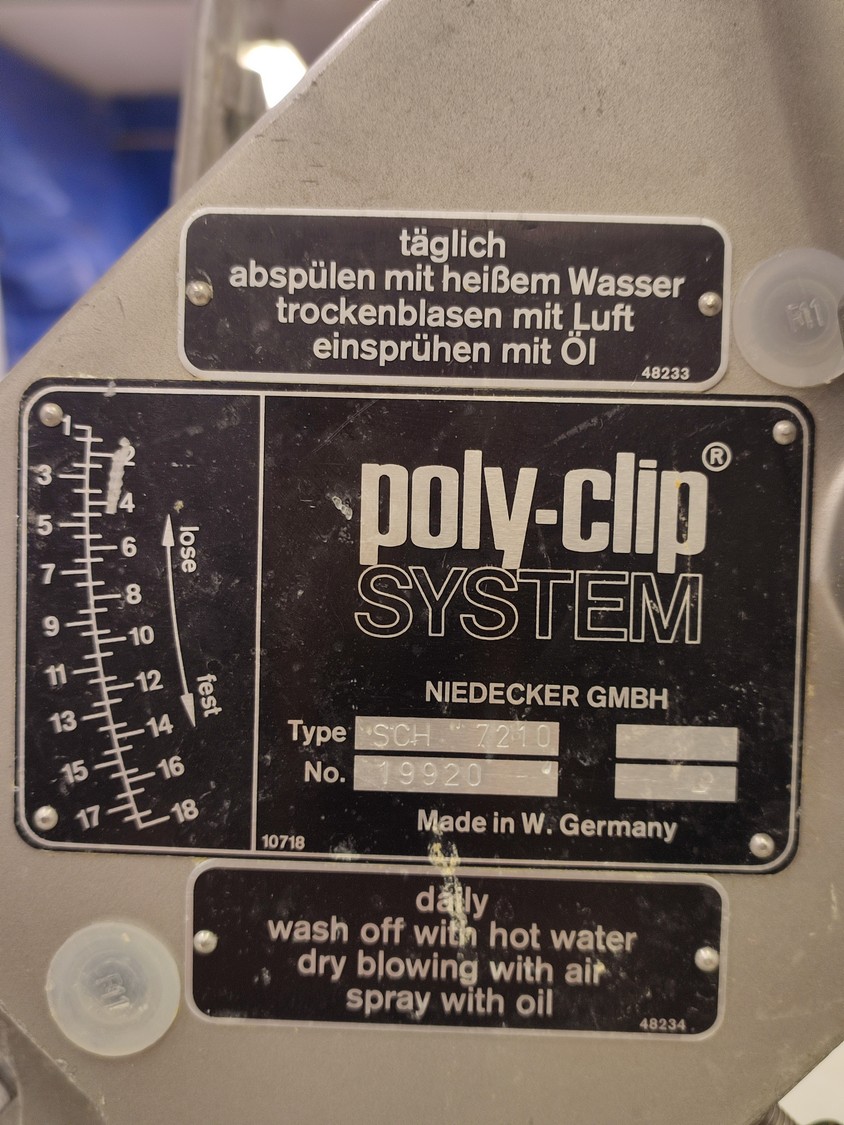 täglich
abspülen mit heißem Wasser
trockenblasen mit Luft
einsprühen mit Öl
48233
1
2
3
4
5
6
7
8
9
10
11
12
13
14
15
16
17
18
lose
fest
poly-clip®
SYSTEM
NIEDECKER GMBH
Type SCH 7210
No. 19920
Made in W. Germany
10718
daily
wash off with hot water
dry blowing with air
spray with oil
48234